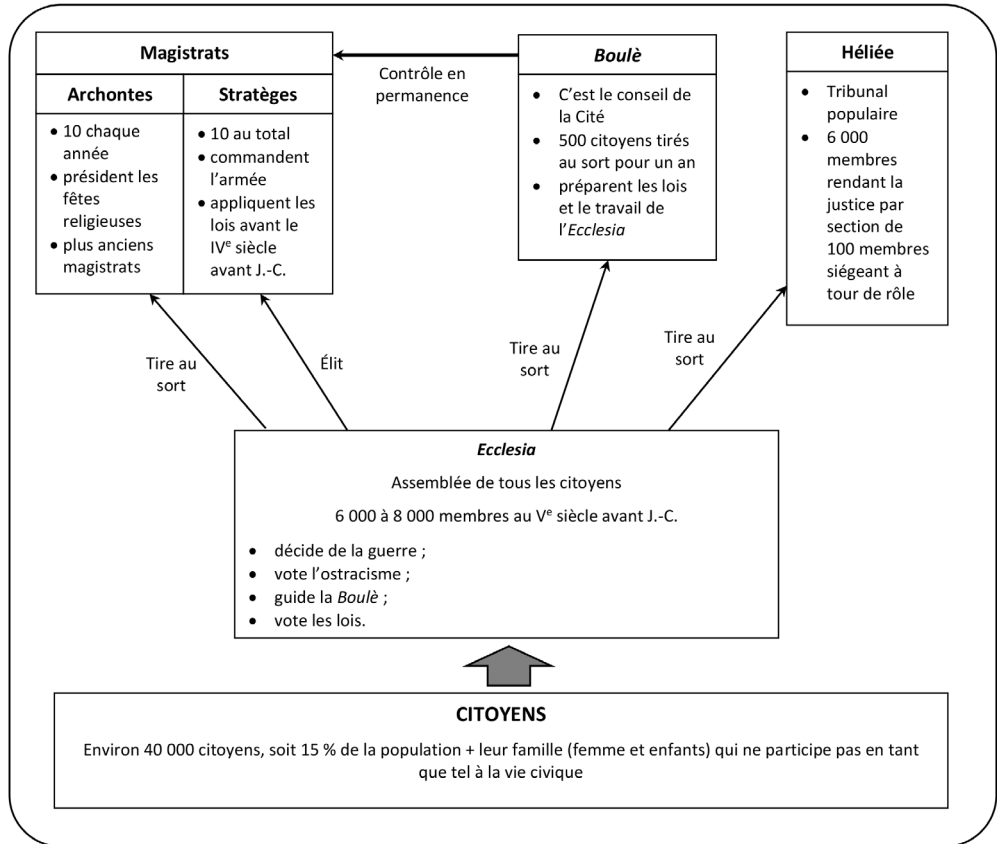 Magistrats
Archontes
Stratèges
• 10 chaque
année
• président les
fêtes
religieuses
• plus anciens
magistrats
• 10 au total
• commandent
l’armée
• appliquent les
lois avant le
IVe siècle
avant J.-C.
Contrôle en
permanence
Boulè
• C’est le conseil de
la Cité
• 500 citoyens tirés
au sort pour un an
• préparent les lois
et le travail de
l’Ecclesia
Héliée
• Tribunal
populaire
• 6 000
membres
rendant la
justice par
section de
100 membres
siégeant à
tour de rôle
Tire au
sort
Élit
Tire au
sort
Tire au
sort
Ecclesia
Assemblée de tous les citoyens
6 000 à 8 000 membres au Ve siècle avant J.-C.
• décide de la guerre ;
• vote l’ostracisme ;
• guide la Boulè ;
• vote les lois.
CITOYENS
Environ 40 000 citoyens, soit 15 % de la population + leur famille (femme et enfants) qui ne participe pas en tant
que tel à la vie civique